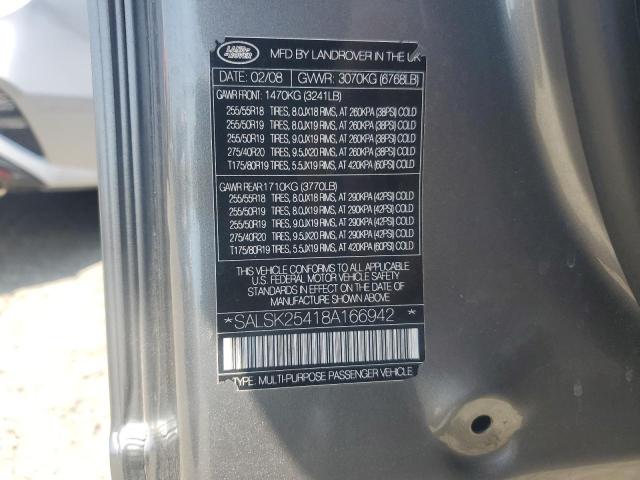 LAND ROVER
MFD BY LANDROVER IN THE UK
DATE: 02/08 GVWR: 3070KG (6768LB)
GAWR FRONT: 1470KG (3241LB)
255/55R18 TIRES, 8.0JX18 RIMS, AT 260KPA (38PSI) COLD
255/50R19 TIRES, 8.0JX19 RIMS, AT 260KPA (38PSI) COLD
255/50R19 TIRES, 9.0JX19 RIMS, AT 260KPA (38PSI) COLD
275/40R20 TIRES, 9.5JX20 RIMS, AT 260KPA (38PSI) COLD
T175/80R19 TIRES, 5.5JX19 RIMS, AT 420KPA (60PSI) COLD
GAWR REAR: 1710KG (3770LB)
255/55R18 TIRES, 8.0JX18 RIMS, AT 290KPA (42PSI) COLD
255/50R19 TIRES, 8.0JX19 RIMS, AT 290KPA (42PSI) COLD
255/50R19 TIRES, 9.0JX19 RIMS, AT 290KPA (42PSI) COLD
275/40R20 TIRES, 9.5JX20 RIMS, AT 290KPA (42PSI) COLD
T175/80R19 TIRES, 5.5JX19 RIMS, AT 420KPA (60PSI) COLD
THIS VEHICLE CONFORMS TO ALL APPLICABLE
U.S. FEDERAL MOTOR VEHICLE SAFETY
STANDARDS IN EFFECT ON THE DATE OF
MANUFACTURE SHOWN ABOVE
*SALSK25418A166942*
TYPE: MULTI-PURPOSE PASSENGER VEHICLE